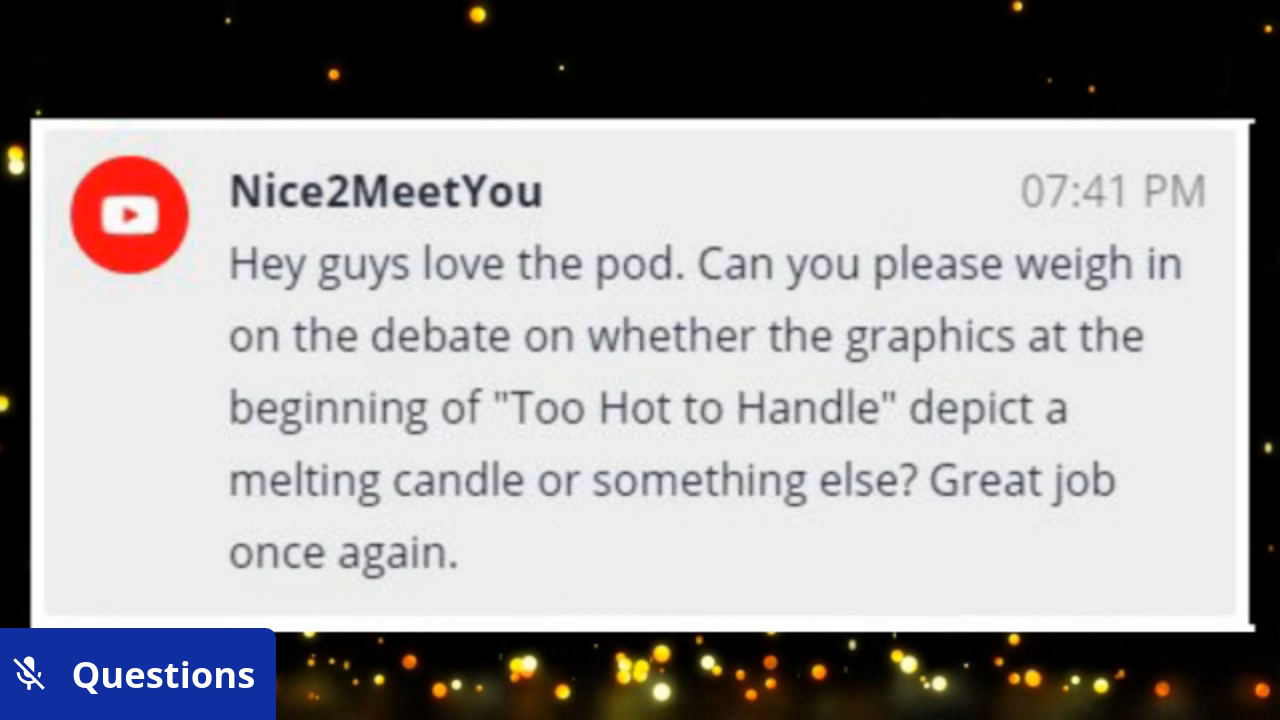 Nice2MeetYou
07:41 PM
Hey guys love the pod. Can you please weigh in
on the debate on whether the graphics at the
beginning of "Too Hot to Handle" depict a
melting candle or something else? Great job
once again.
Questions